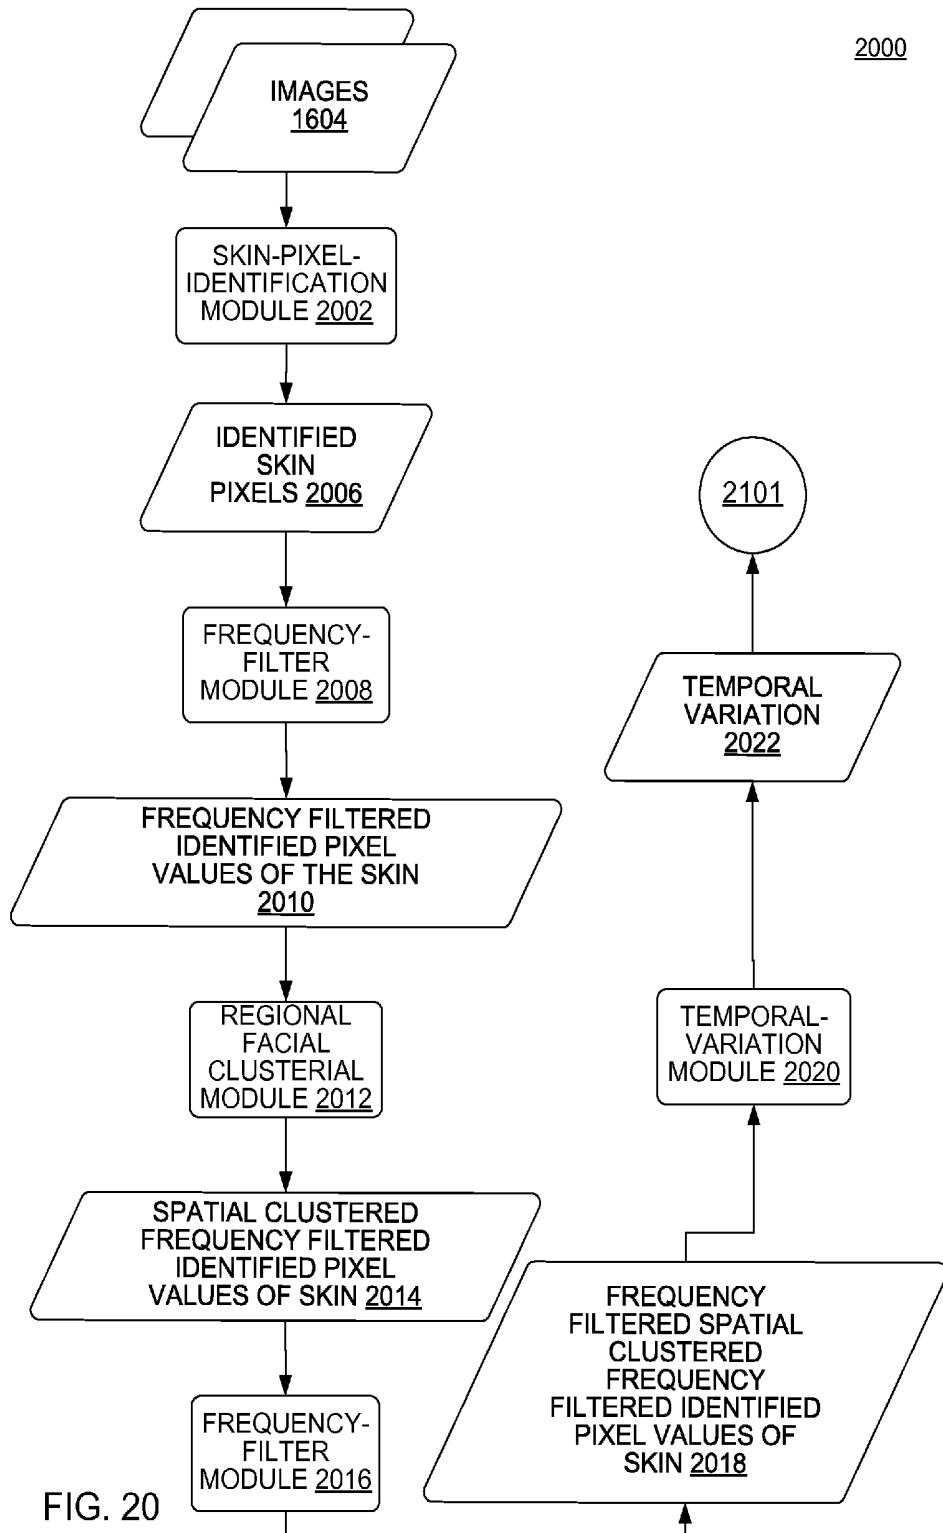 2000
IMAGES
1604
SKIN-PIXEL-
IDENTIFICATION
MODULE 2002
IDENTIFIED
SKIN
PIXELS 2006
FREQUENCY-
FILTER
MODULE 2008
FREQUENCY FILTERED
IDENTIFIED PIXEL
VALUES OF THE SKIN
2010
REGIONAL
FACIAL
CLUSTERIAL
MODULE 2012
SPATIAL CLUSTERED
FREQUENCY FILTERED
IDENTIFIED PIXEL
VALUES OF SKIN 2014
FREQUENCY-
FILTER
MODULE 2016
FREQUENCY
FILTERED SPATIAL
CLUSTERED
FREQUENCY
FILTERED IDENTIFIED
PIXEL VALUES OF
SKIN 2018
TEMPORAL-
VARIATION
MODULE 2020
TEMPORAL
VARIATION
2022
2101
FIG. 20